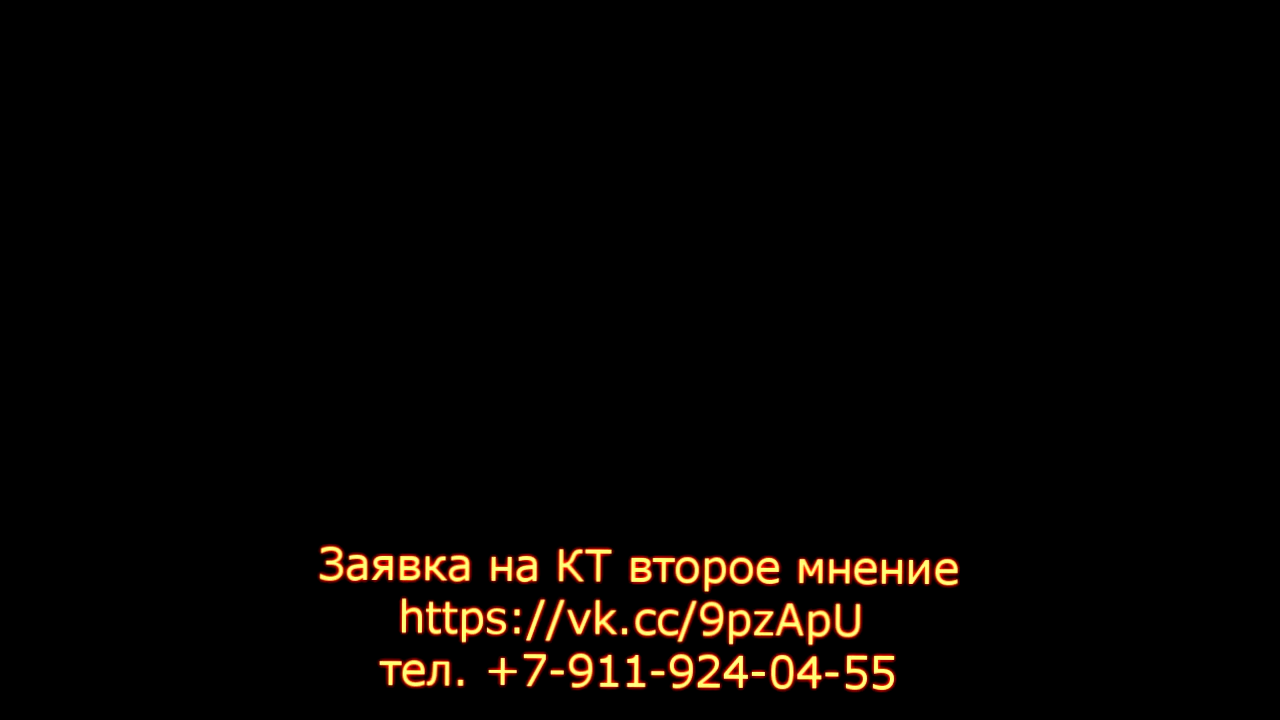 Заявка на КТ второе мнение
https://vk.cc/9pzApU
тел. +7-911-924-04-55